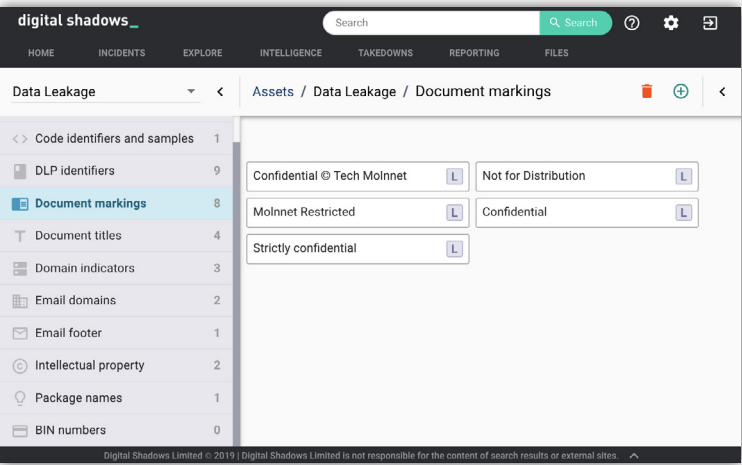 digital shadows_
Search
Search
HOME INCIDENTS EXPLORE INTELLIGENCE TAKEDOWNS REPORTING FILES
Data Leakage
Assets / Data Leakage / Document markings
Code identifiers and samples 1
DLP identifiers 9
Document markings 8
Document titles 4
Domain indicators 3
Email domains 2
Email footer 1
Intellectual property 2
Package names 1
BIN numbers 0
Confidential © Tech Molnnet L
Not for Distribution L
Molnnet Restricted L
Confidential L
Strictly confidential L
Digital Shadows Limited © 2019 | Digital Shadows Limited is not responsible for the content of search results or external sites.